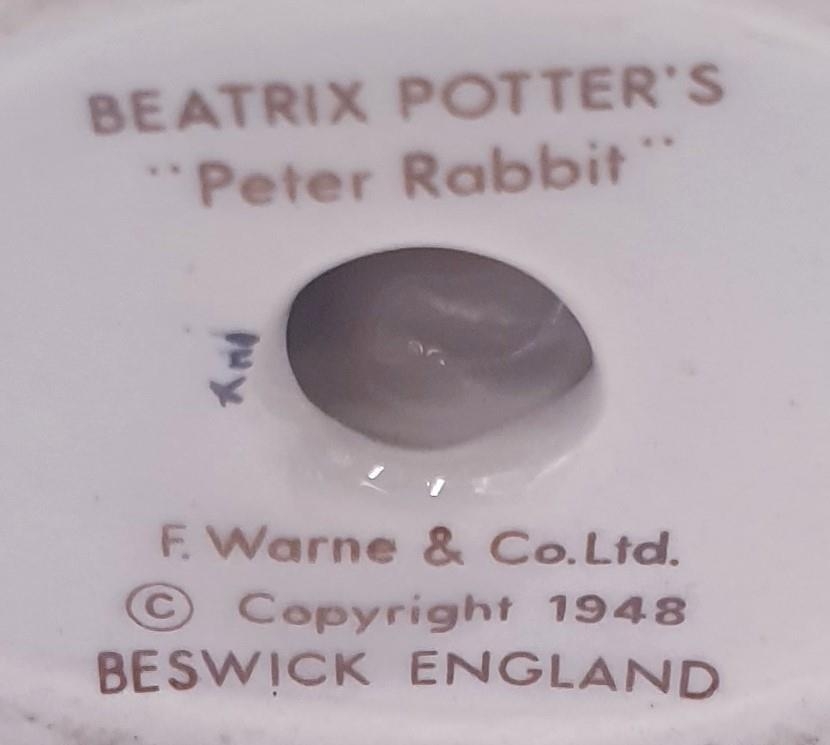 BEATRIX POTTER'S
"Peter Rabbit"
F. Warne & Co. Ltd.
© Copyright 1948
BESWICK ENGLAND